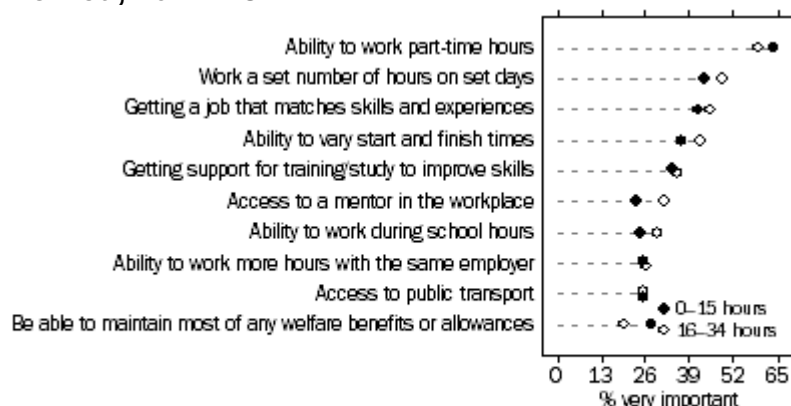 Ability to work part-time hours
Work a set number of hours on set days
Getting a job that matches skills and experiences
Ability to vary start and finish times
Getting support for training/study to improve skills
Access to a mentor in the workplace
Ability to work during school hours
Ability to work more hours with the same employer
Access to public transport
Be able to maintain most of any welfare benefits or allowances
0–15 hours
16–34 hours
0 13 26 39 52 65
% very important